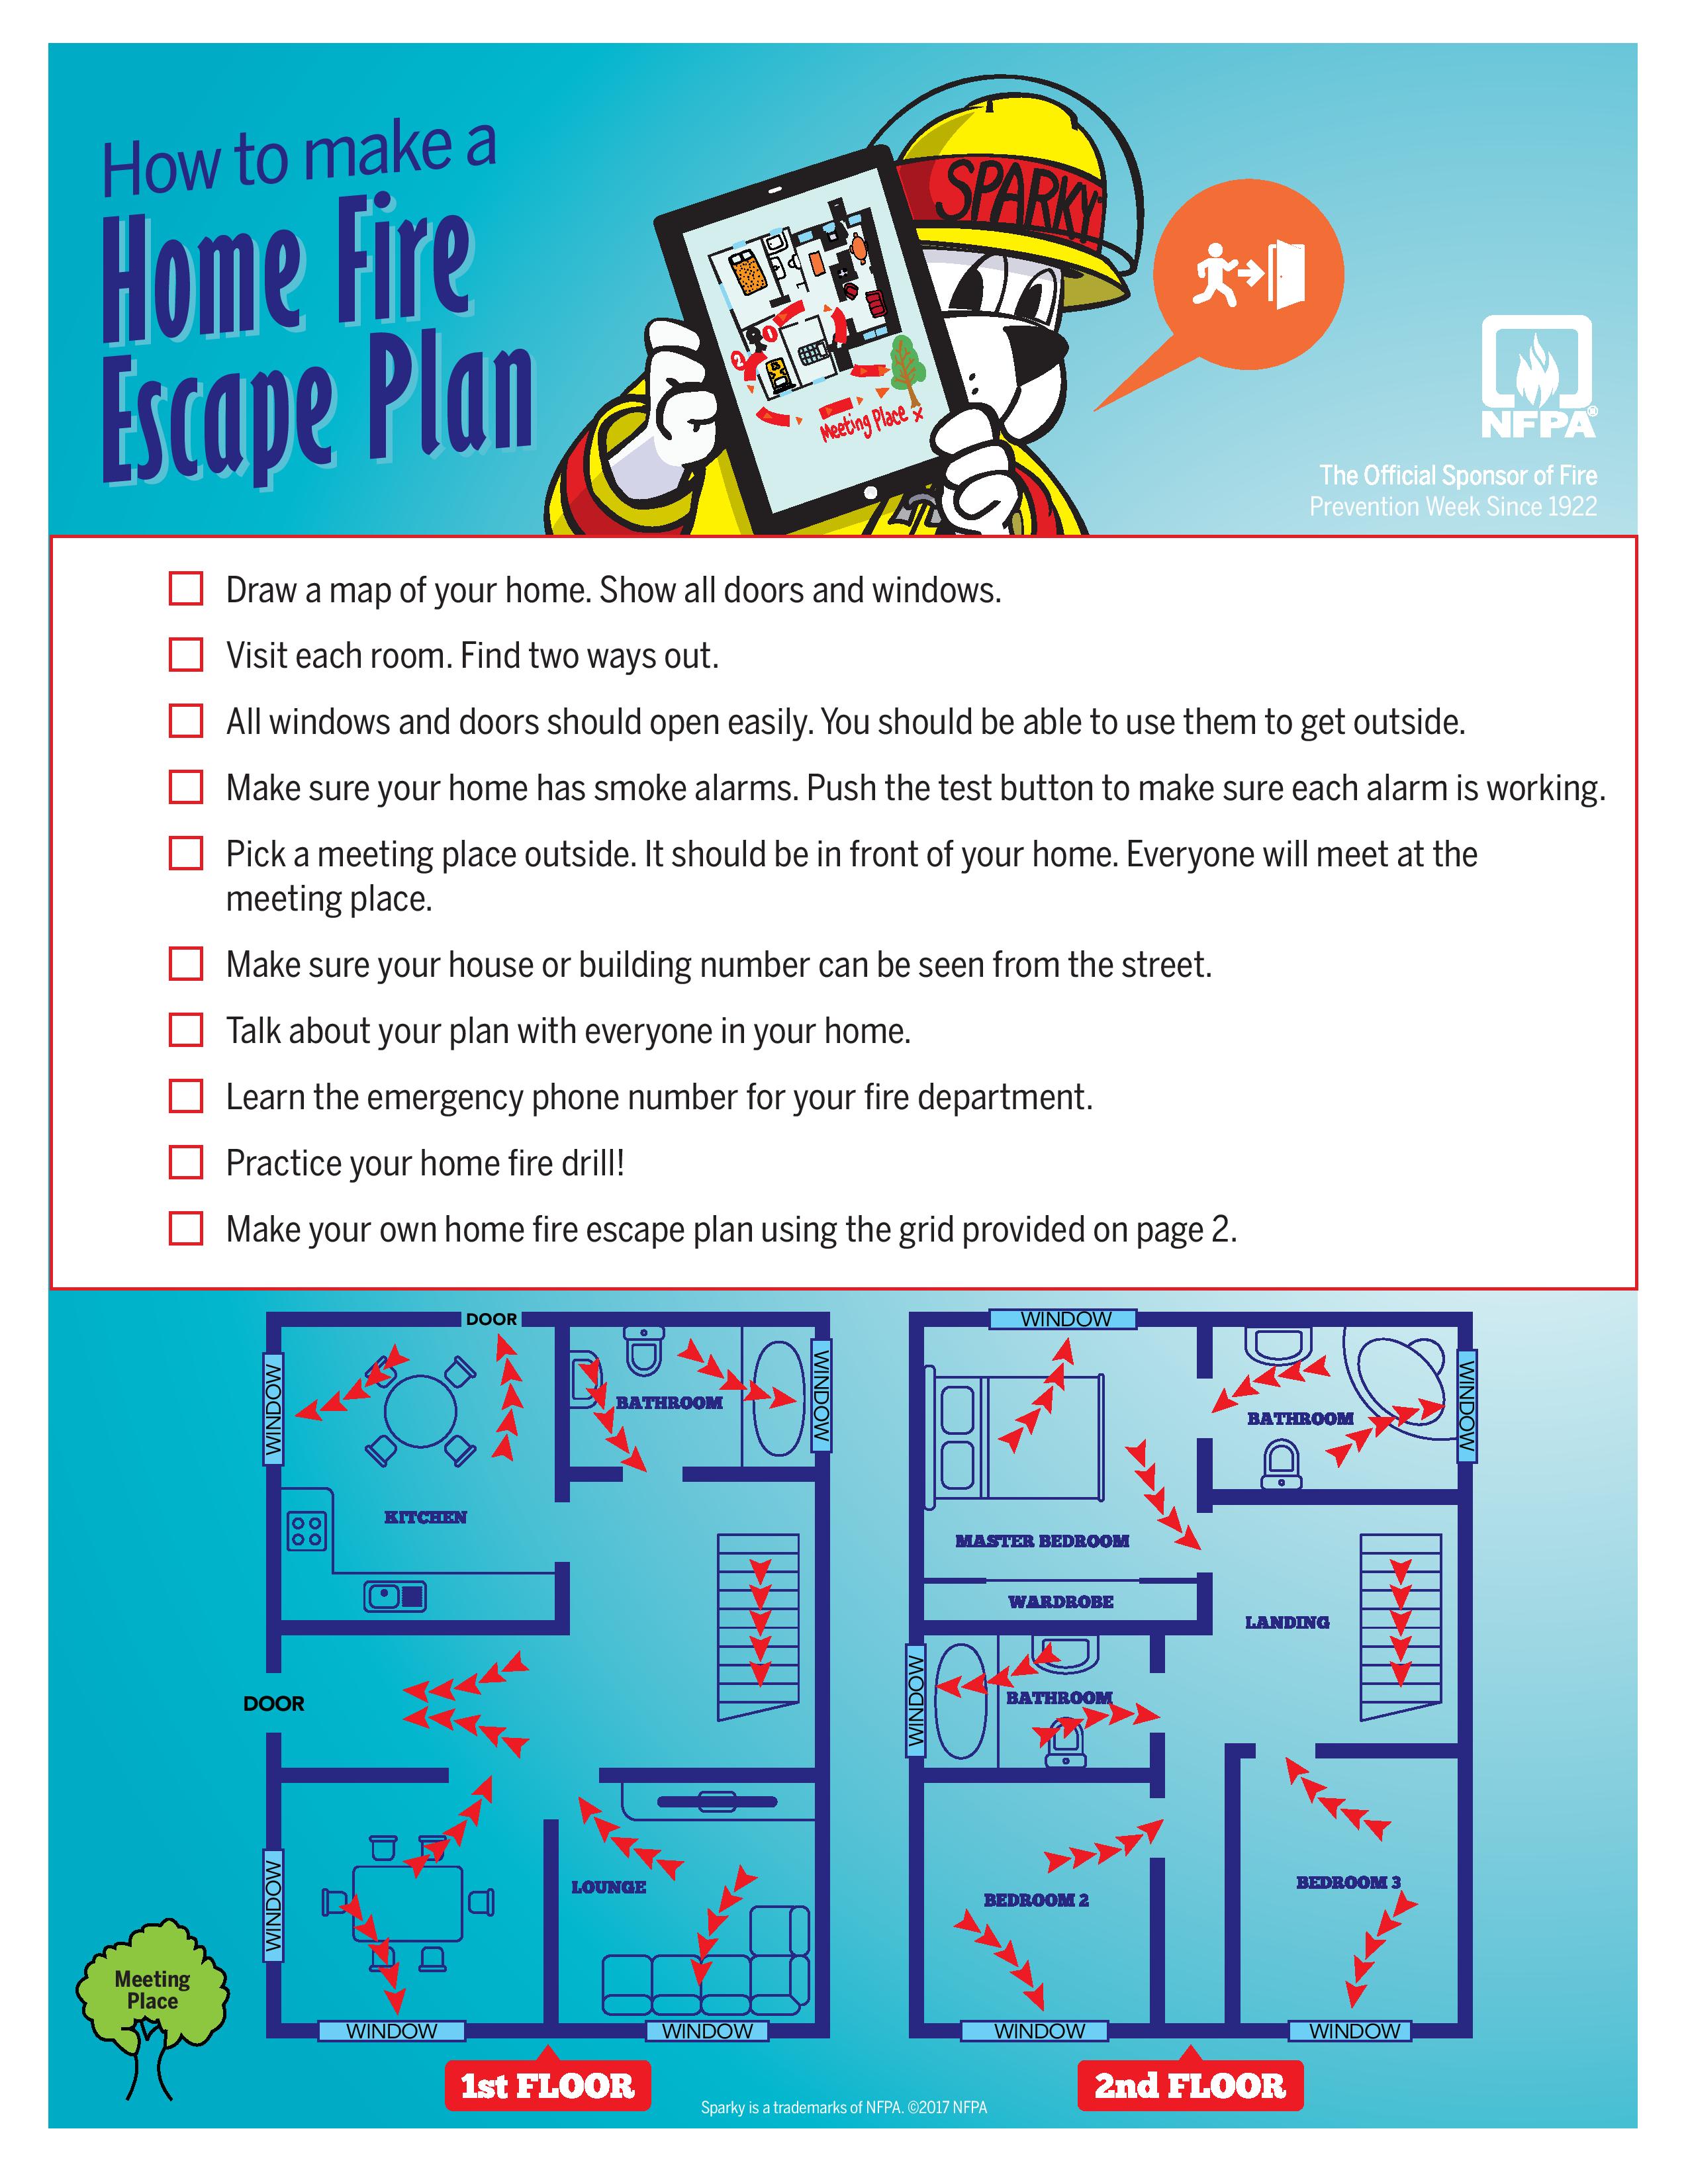 How to make a
Home Fire
Escape Plan
SPARKY
1
2
Meeting Place x
NFPA®
The Official Sponsor of Fire
Prevention Week Since 1922
Draw a map of your home. Show all doors and windows.
Visit each room. Find two ways out.
All windows and doors should open easily. You should be able to use them to get outside.
Make sure your home has smoke alarms. Push the test button to make sure each alarm is working.
Pick a meeting place outside. It should be in front of your home. Everyone will meet at the
meeting place.
Make sure your house or building number can be seen from the street.
Talk about your plan with everyone in your home.
Learn the emergency phone number for your fire department.
Practice your home fire drill!
Make your own home fire escape plan using the grid provided on page 2.
DOOR
WINDOW
BATHROOM
WINDOW
KITCHEN
DOOR
WINDOW
LOUNGE
WINDOW
WINDOW
Meeting
Place
1st FLOOR
WINDOW
BATHROOM
WINDOW
MASTER BEDROOM
WARDROBE
LANDING
WINDOW
BATHROOM
BEDROOM 2
BEDROOM 3
WINDOW
WINDOW
2nd FLOOR
Sparky is a trademarks of NFPA. ©2017 NFPA